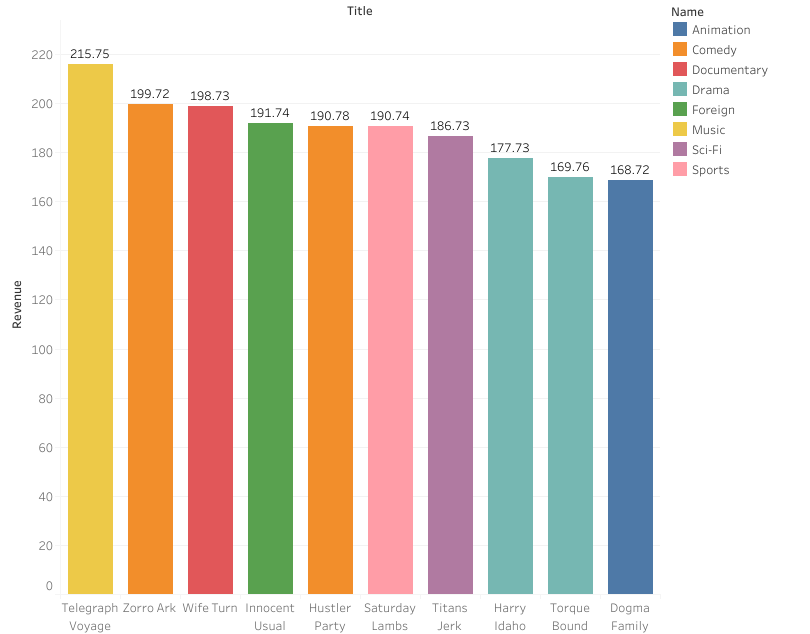 Title
Name
Animation
Comedy
Documentary
Drama
Foreign
Music
Sci-Fi
Sports
Revenue
220
200
180
160
140
120
100
80
60
40
20
0
215.75
199.72
198.73
191.74
190.78
190.74
186.73
177.73
169.76
168.72
Telegraph
Voyage
Zorro Ark
Wife Turn
Innocent
Usual
Hustler
Party
Saturday
Lambs
Titans
Jerk
Harry
Idaho
Torque
Bound
Dogma
Family